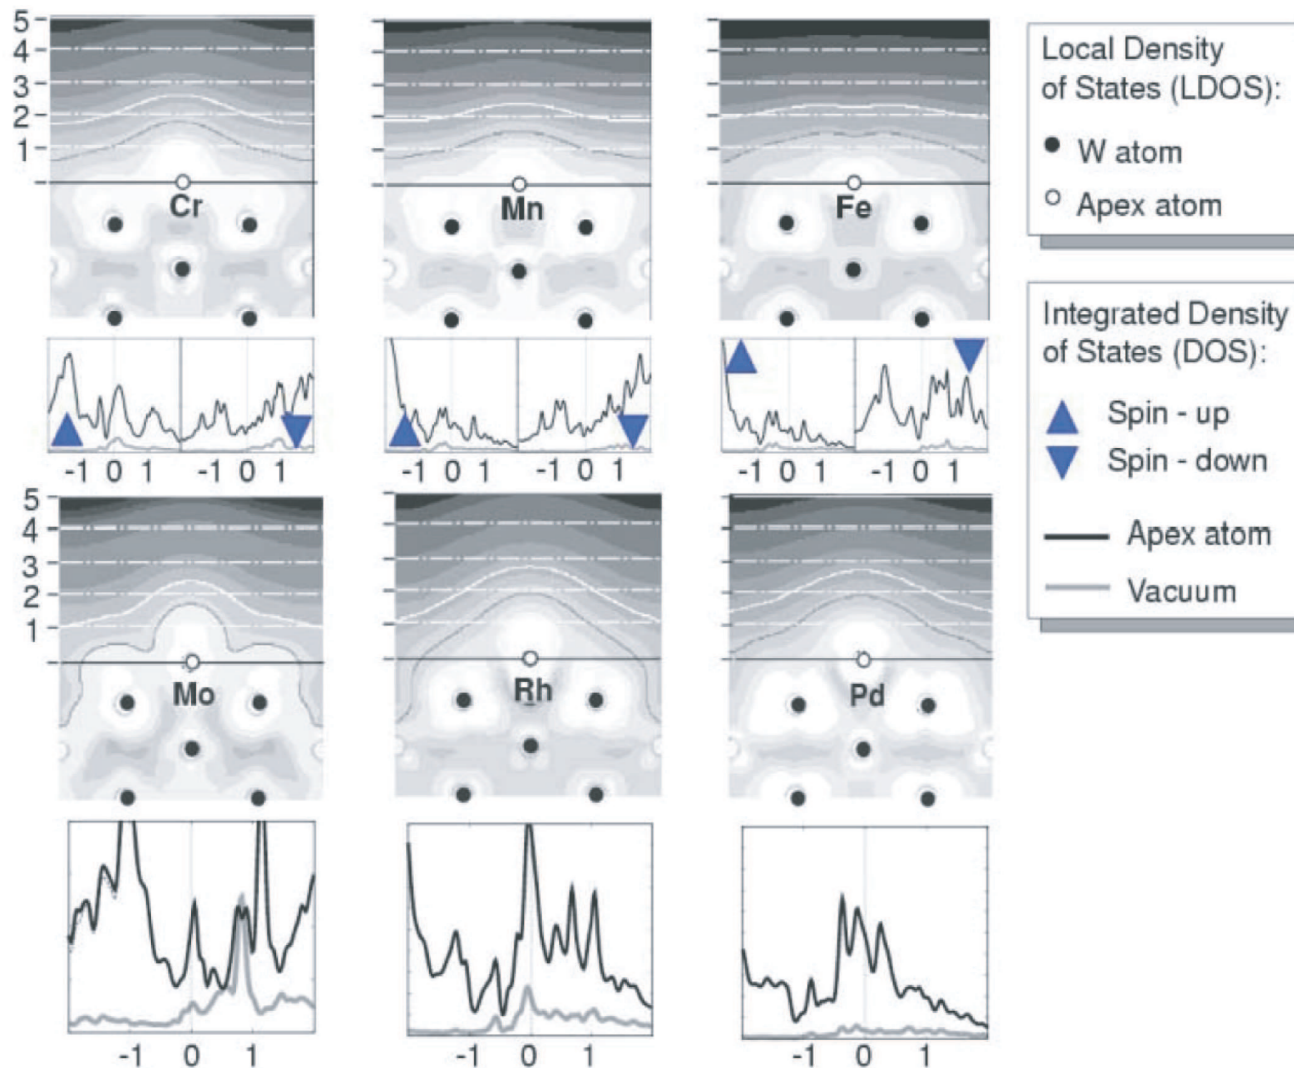 5
4
3
2
1
Cr
Mn
Fe
-1 0 1 -1 0 1
-1 0 1 -1 0 1
-1 0 1 -1 0 1
5
4
3
2
1
Mo
Rh
Pd
-1 0 1
-1 0 1
-1 0 1
Local Density
of States (LDOS):
W atom
Apex atom
Integrated Density
of States (DOS):
Spin - up
Spin - down
Apex atom
Vacuum